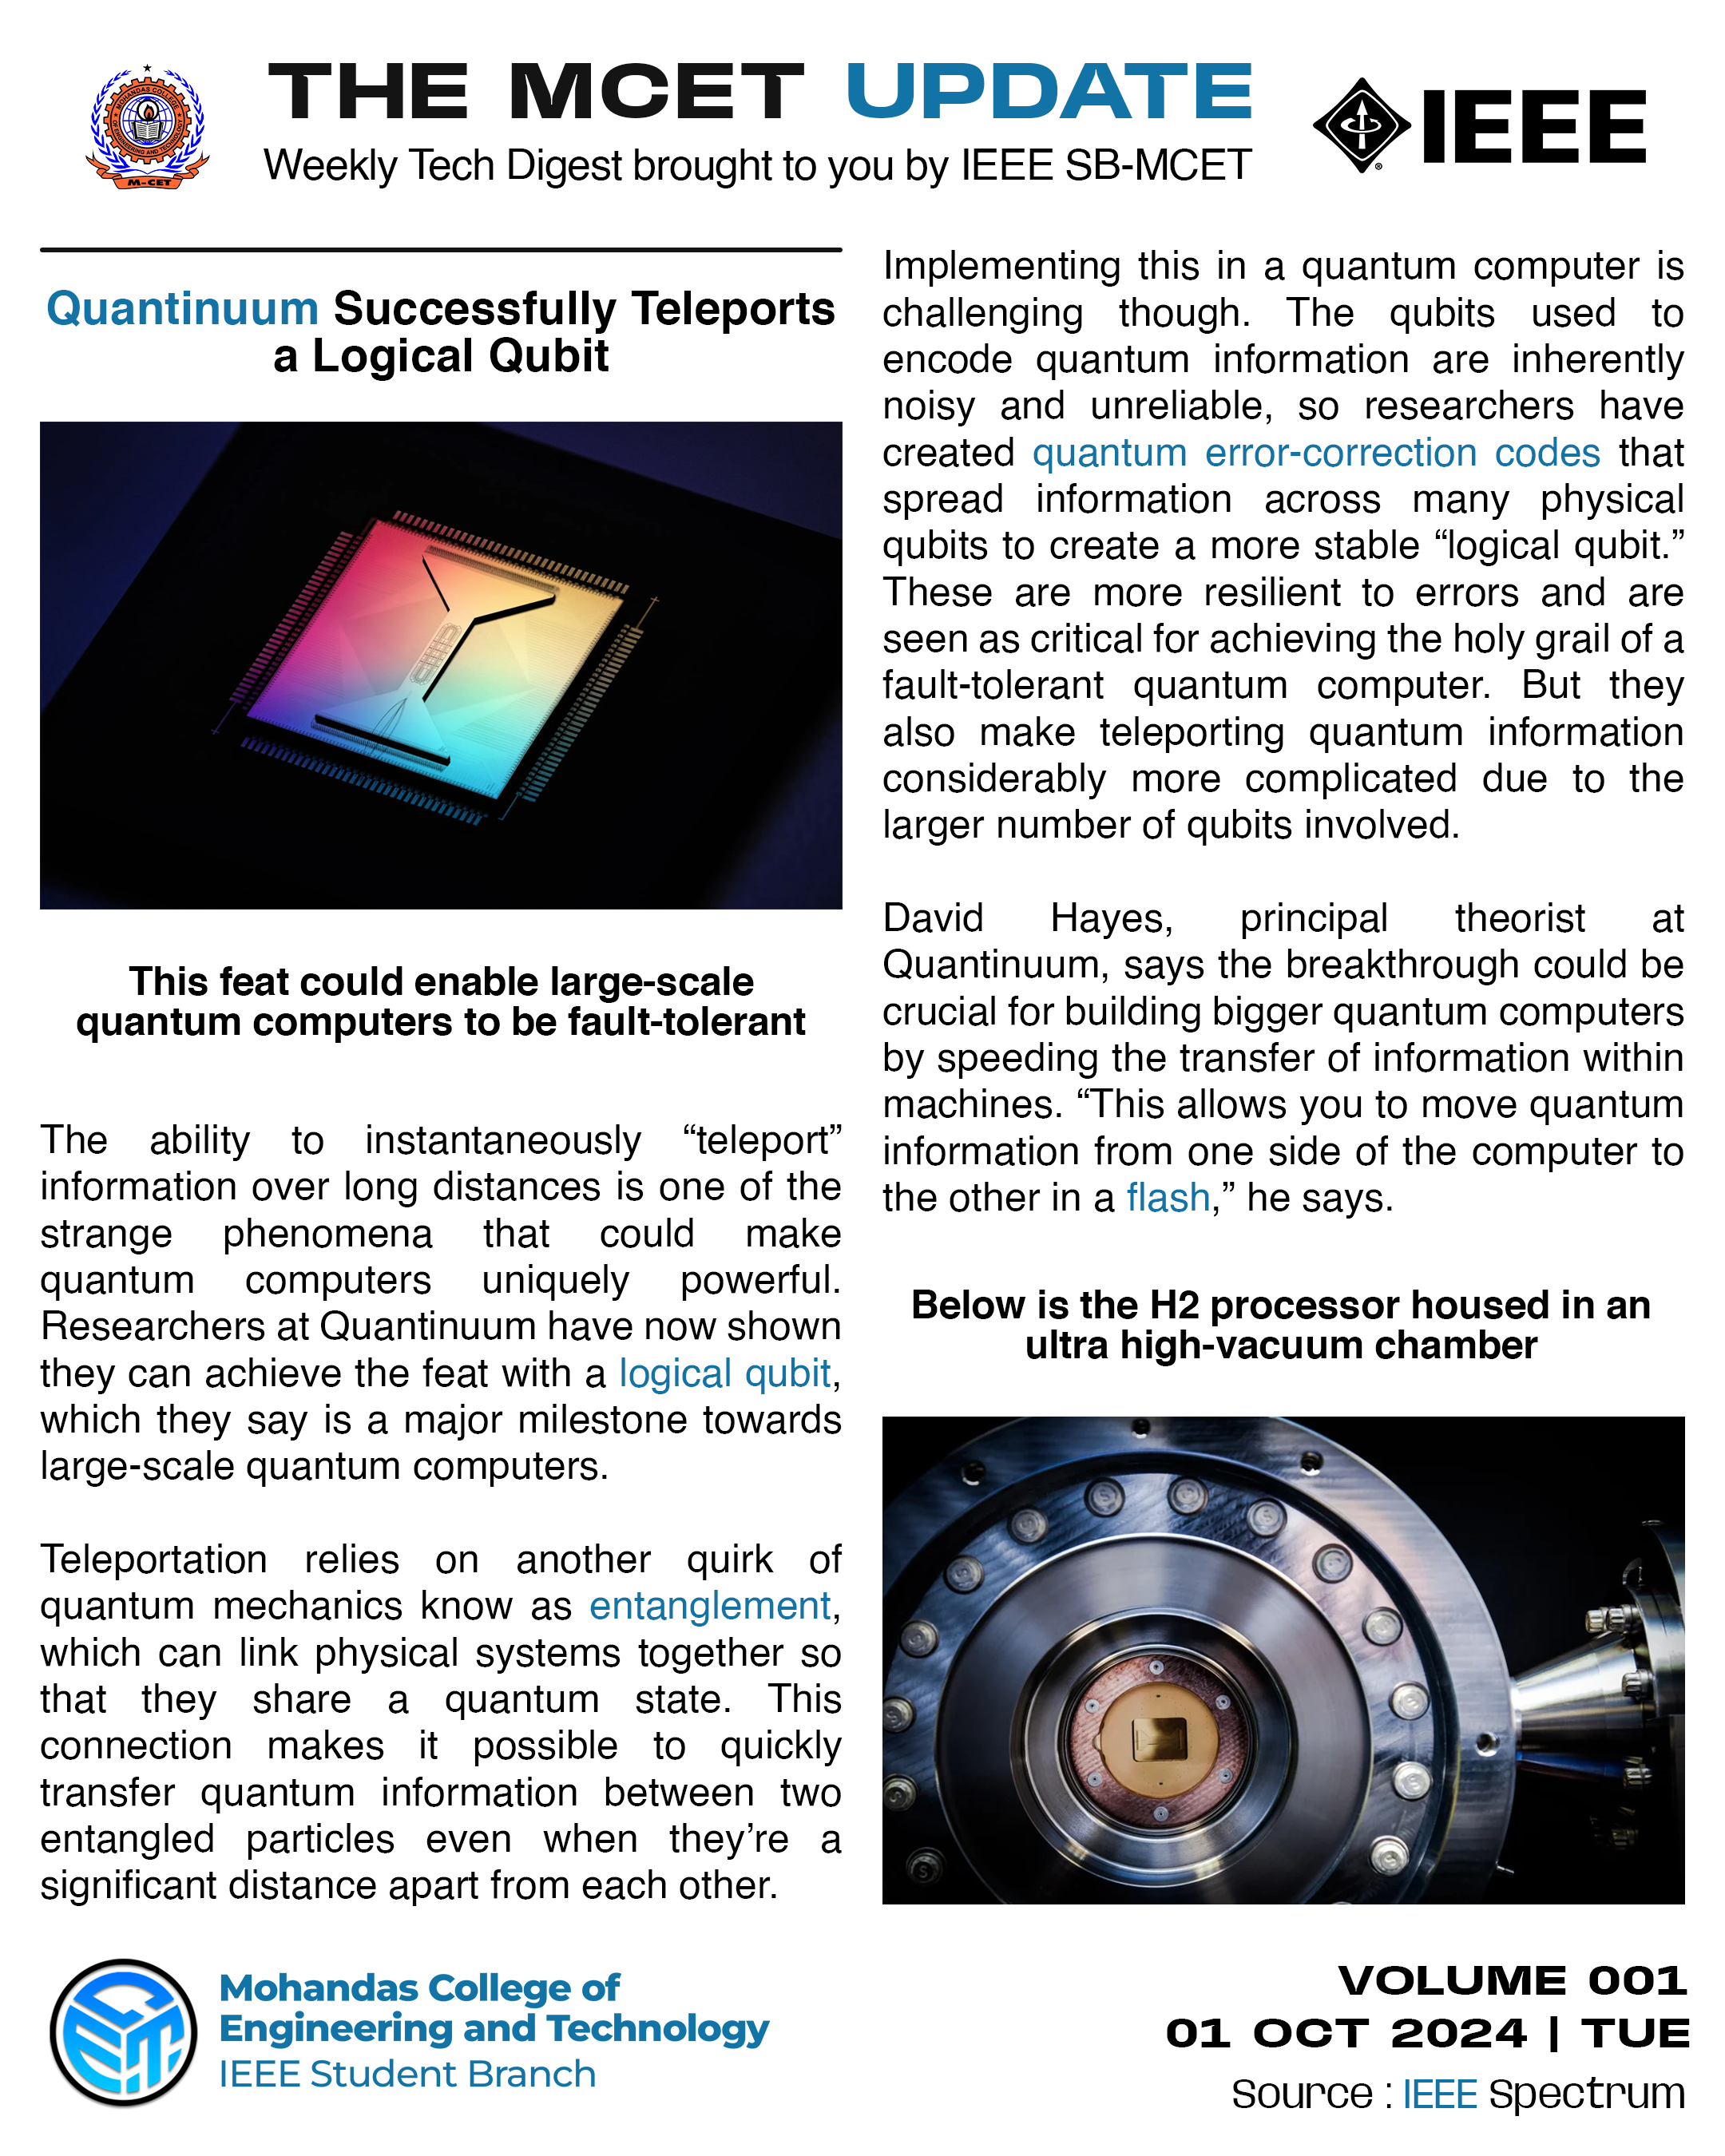 THE MCET UPDATE
Weekly Tech Digest brought to you by IEEE SB-MCET
MOHANDAS COLLEGE
OF ENGINEERING AND TECHNOLOGY
M-CET
IEEE
Quantinuum Successfully Teleports
a Logical Qubit
This feat could enable large-scale
quantum computers to be fault-tolerant
The ability to instantaneously “teleport”
information over long distances is one of the
strange phenomena that could make
quantum computers uniquely powerful.
Researchers at Quantinuum have now shown
they can achieve the feat with a logical qubit,
which they say is a major milestone towards
large-scale quantum computers.
Teleportation relies on another quirk of
quantum mechanics know as entanglement,
which can link physical systems together so
that they share a quantum state. This
connection makes it possible to quickly
transfer quantum information between two
entangled particles even when they’re a
significant distance apart from each other.
Implementing this in a quantum computer is
challenging though. The qubits used to
encode quantum information are inherently
noisy and unreliable, so researchers have
created quantum error-correction codes that
spread information across many physical
qubits to create a more stable “logical qubit.”
These are more resilient to errors and are
seen as critical for achieving the holy grail of a
fault-tolerant quantum computer. But they
also make teleporting quantum information
considerably more complicated due to the
larger number of qubits involved.
David Hayes, principal theorist at
Quantinuum, says the breakthrough could be
crucial for building bigger quantum computers
by speeding the transfer of information within
machines. “This allows you to move quantum
information from one side of the computer to
the other in a flash,” he says.
Below is the H2 processor housed in an
ultra high-vacuum chamber
Mohandas College of
Engineering and Technology
IEEE Student Branch
VOLUME 001
01 OCT 2024 | TUE
Source : IEEE Spectrum